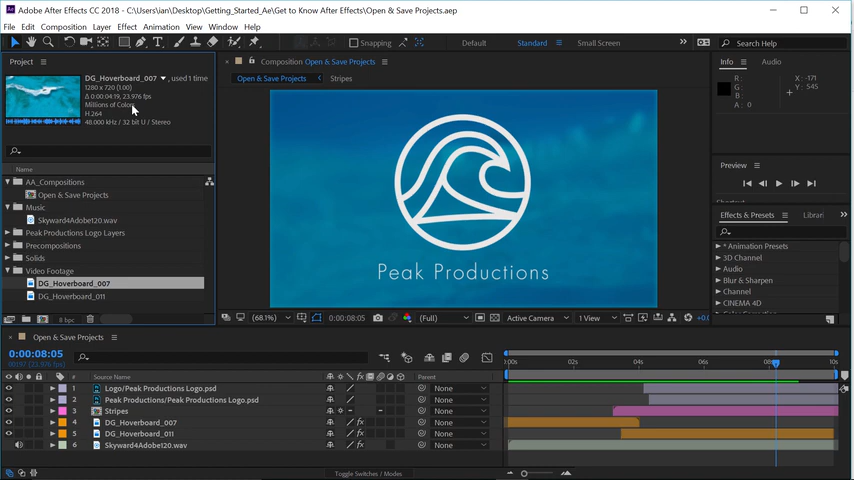 Adobe After Effects CC 2018 - C:\Users\ian\Desktop\Getting_Started_Ae\Get to Know AfterEffects\Open & Save Projects.aep
File Edit Composition Layer Effect Animation View Window Help
Snapping Default Standard Small Screen Search Help
Project
DG_Hoverboard_007 , used 1 time
1280 x 720 (1.00)
Δ 0:00:04:19, 23.976 fps
Millions of Colors
H.264
48.000 kHz / 32 bit U / Stereo
Name
AA_Compositions
Open & Save Projects
Music
Skyward4Adobe120.wav
Peak Productions Logo Layers
Precompositions
Solids
Video Footage
DG_Hoverboard_007
DG_Hoverboard_011
8 bpc
Composition Open & Save Projects
Open & Save Projects Stripes
Peak Productions
(68.1%) 0:00:08:05 (Full) Active Camera 1 View +0.0
Info Audio
R : X : -171
G : Y : 545
B :
A : 0
Preview
Effects & Presets Librari
* Animation Presets
3D Channel
Audio
Blur & Sharpen
Channel
CINEMA 4D
Open & Save Projects
0:00:08:05
00197 (23.976 fps)
# Source Name Parent
:00s 02s 04s 06s 08s 10s
1 Logo/Peak Productions Logo.psd None
2 Peak Productions/Peak Productions Logo.psd None
3 Stripes None
4 DG_Hoverboard_007 None
5 DG_Hoverboard_011 None
6 Skyward4Adobe120.wav None
Toggle Switches / Modes